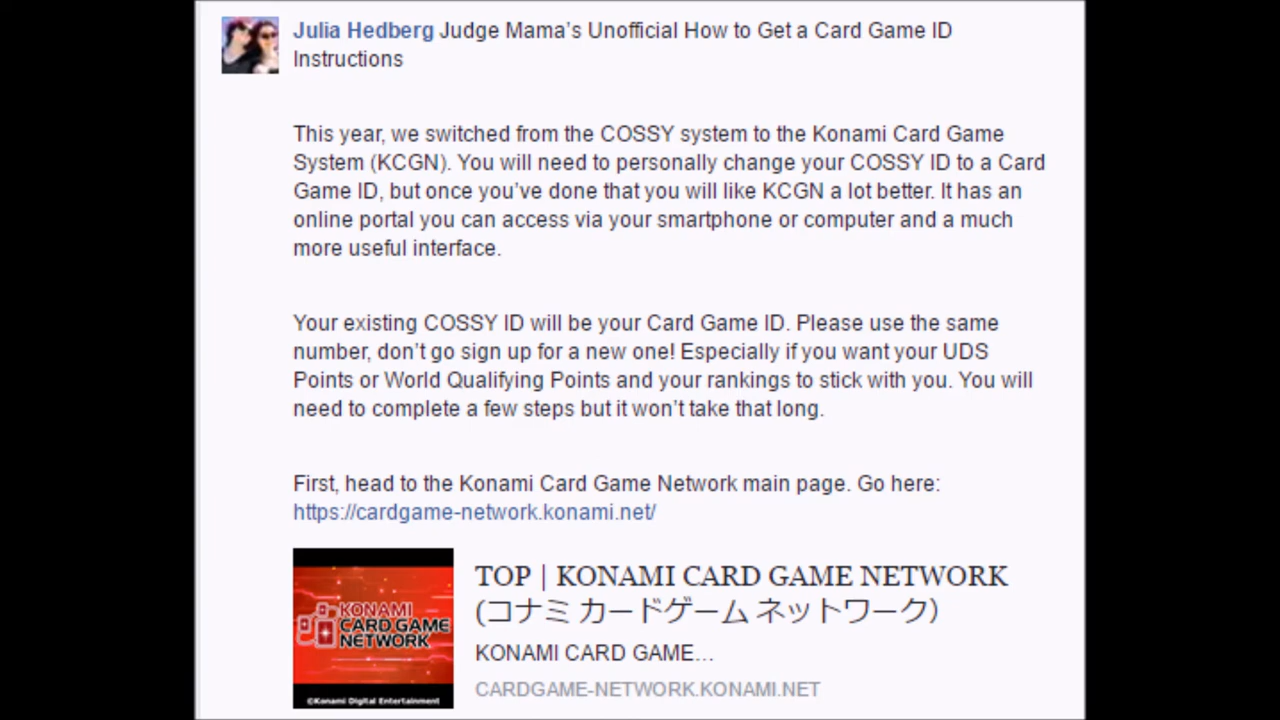 Julia Hedberg Judge Mama's Unofficial How to Get a Card Game ID
Instructions
This year, we switched from the COSSY system to the Konami Card Game
System (KCGN). You will need to personally change your COSSY ID to a Card
Game ID, but once you've done that you will like KCGN a lot better. It has an
online portal you can access via your smartphone or computer and a much
more useful interface.
Your existing COSSY ID will be your Card Game ID. Please use the same
number, don't go sign up for a new one! Especially if you want your UDS
Points or World Qualifying Points and your rankings to stick with you. You will
need to complete a few steps but it won't take that long.
First, head to the Konami Card Game Network main page. Go here:
https://cardgame-network.konami.net/
KONAMI
CARD GAME
NETWORK
©Konami Digital Entertainment
TOP | KONAMI CARD GAME NETWORK
(コナミ カードゲーム ネットワーク)
KONAMI CARD GAME...
CARDGAME-NETWORK.KONAMI.NET